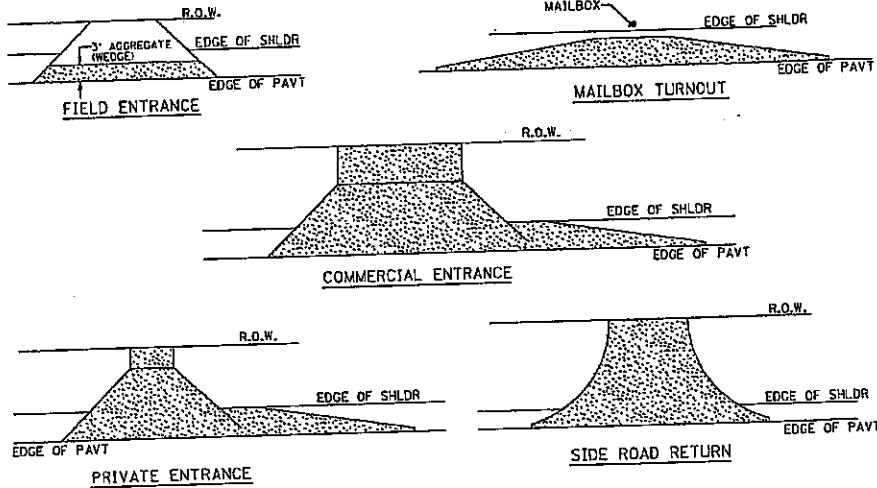 R.O.W.
3' AGGREGATE
(WEDGE)
EDGE OF SHLDR
EDGE OF PAVT
FIELD ENTRANCE
MAILBOX
EDGE OF SHLDR
EDGE OF PAVT
MAILBOX TURNOUT
R.O.W.
EDGE OF SHLDR
EDGE OF PAVT
COMMERCIAL ENTRANCE
R.O.W.
EDGE OF SHLDR
EDGE OF PAVT
PRIVATE ENTRANCE
R.O.W.
EDGE OF SHLDR
EDGE OF PAVT
SIDE ROAD RETURN